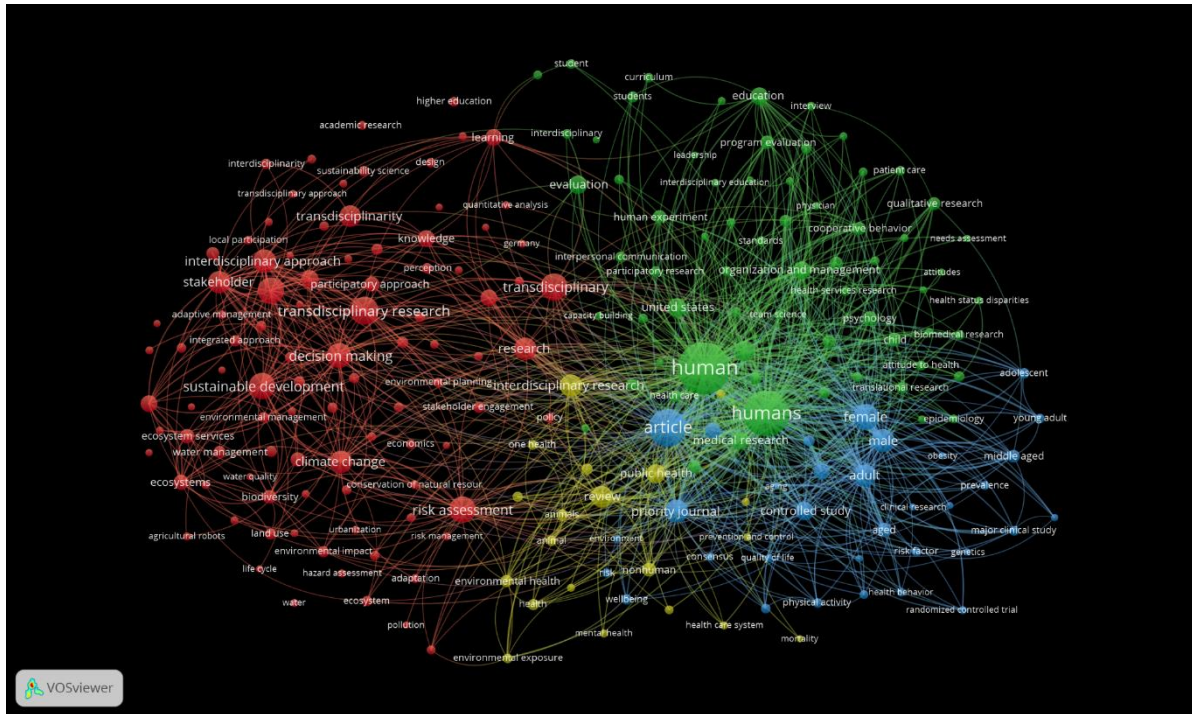 student
curriculum
higher education
students
education
interview
academic research
learning
interdisciplinary
program evaluation
interdisciplinarity
sustainability science
design
leadership
patient care
transdisciplinary approach
evaluation
interdisciplinary education
quantitative analysis
physician
qualitative research
transdisciplinarity
human experiment
cooperative behavior
local participation
knowledge
germany
standards
needs assessment
interdisciplinary approach
perception
interpersonal communication
participatory research
organization and management
attitudes
stakeholder
participatory approach
transdisciplinary
health services research
health status disparities
adaptive management
transdisciplinary research
capacity building
united states
team science
psychology
integrated approach
decision making
research
child
biomedical research
human
attitude to health
adolescent
sustainable development
environmental planning
interdisciplinary research
health care
translational research
environmental management
stakeholder engagement
policy
humans
female
epidemiology
young adult
ecosystem services
article
water management
economics
one health
medical research
male
middle aged
climate change
obesity
ecosystems
water quality
conservation of natural resour
public health
aging
adult
prevalence
biodiversity
review
clinical research
risk assessment
animals
priority journal
controlled study
agricultural robots
land use
urbanization
risk management
animal
environment
prevention and control
aged
major clinical study
environmental impact
consensus
quality of life
risk factor
genetics
life cycle
hazard assessment
adaptation
environmental health
risk
nonhuman
health behavior
water
ecosystem
health
wellbeing
physical activity
randomized controlled trial
pollution
mental health
health care system
mortality
environmental exposure
VOSviewer